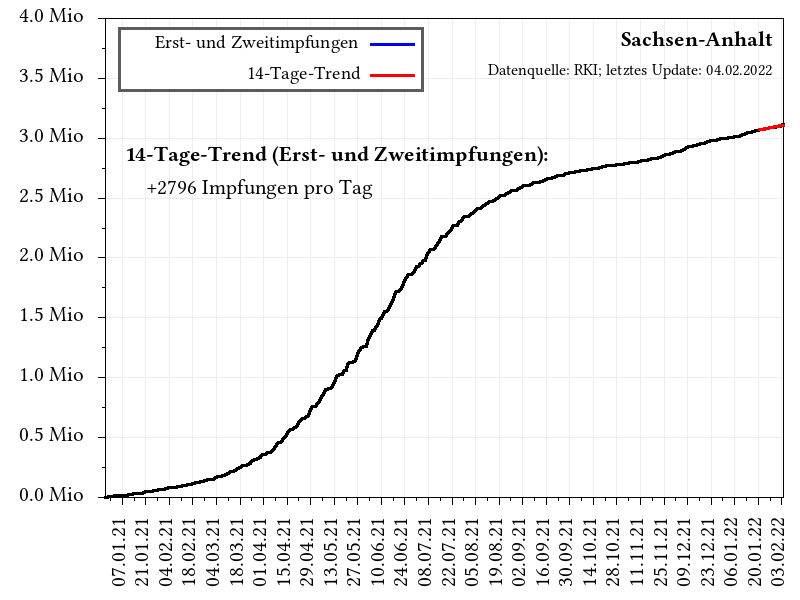 4.0 Mio
3.5 Mio
3.0 Mio
2.5 Mio
2.0 Mio
1.5 Mio
1.0 Mio
0.5 Mio
0.0 Mio
Erst- und Zweitimpfungen
14-Tage-Trend
Sachsen-Anhalt
Datenquelle: RKI; letztes Update: 04.02.2022
14-Tage-Trend (Erst- und Zweitimpfungen):
+2796 Impfungen pro Tag
07.01.21
21.01.21
04.02.21
18.02.21
04.03.21
18.03.21
01.04.21
15.04.21
29.04.21
13.05.21
27.05.21
10.06.21
24.06.21
08.07.21
22.07.21
05.08.21
19.08.21
02.09.21
16.09.21
30.09.21
14.10.21
28.10.21
11.11.21
25.11.21
09.12.21
23.12.21
06.01.22
20.01.22
03.02.22